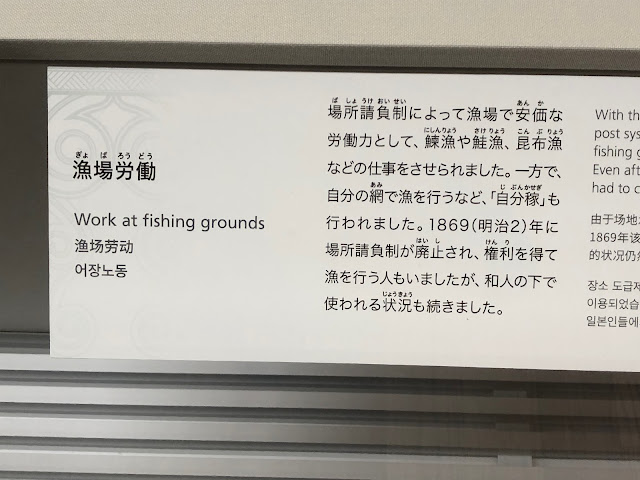 漁場労働
ぎょばろうどう
Work at fishing grounds
渔场劳动
어장노동
場所請負制によって漁場で安価な
ばしょうけおいせい あんか
労働力として、鰊漁や鮭漁、昆布漁
にしんりょう さけりょう こんぶりょう
などの仕事をさせられました。一方で、
自分の網で漁を行うなど、「自分稼」も
あみ じぶんかせぎ
行われました。1869(明治2)年に
場所請負制が廃止され、権利を得て
はいし けんり
漁を行う人もいましたが、和人の下で
使われる状況も続きました。
じょうきょう
With th
post sys
fishing g
Even aft
had to c
由于场地
1869年该
的状况仍然
장소 도급제
이용되었습
일본인들에